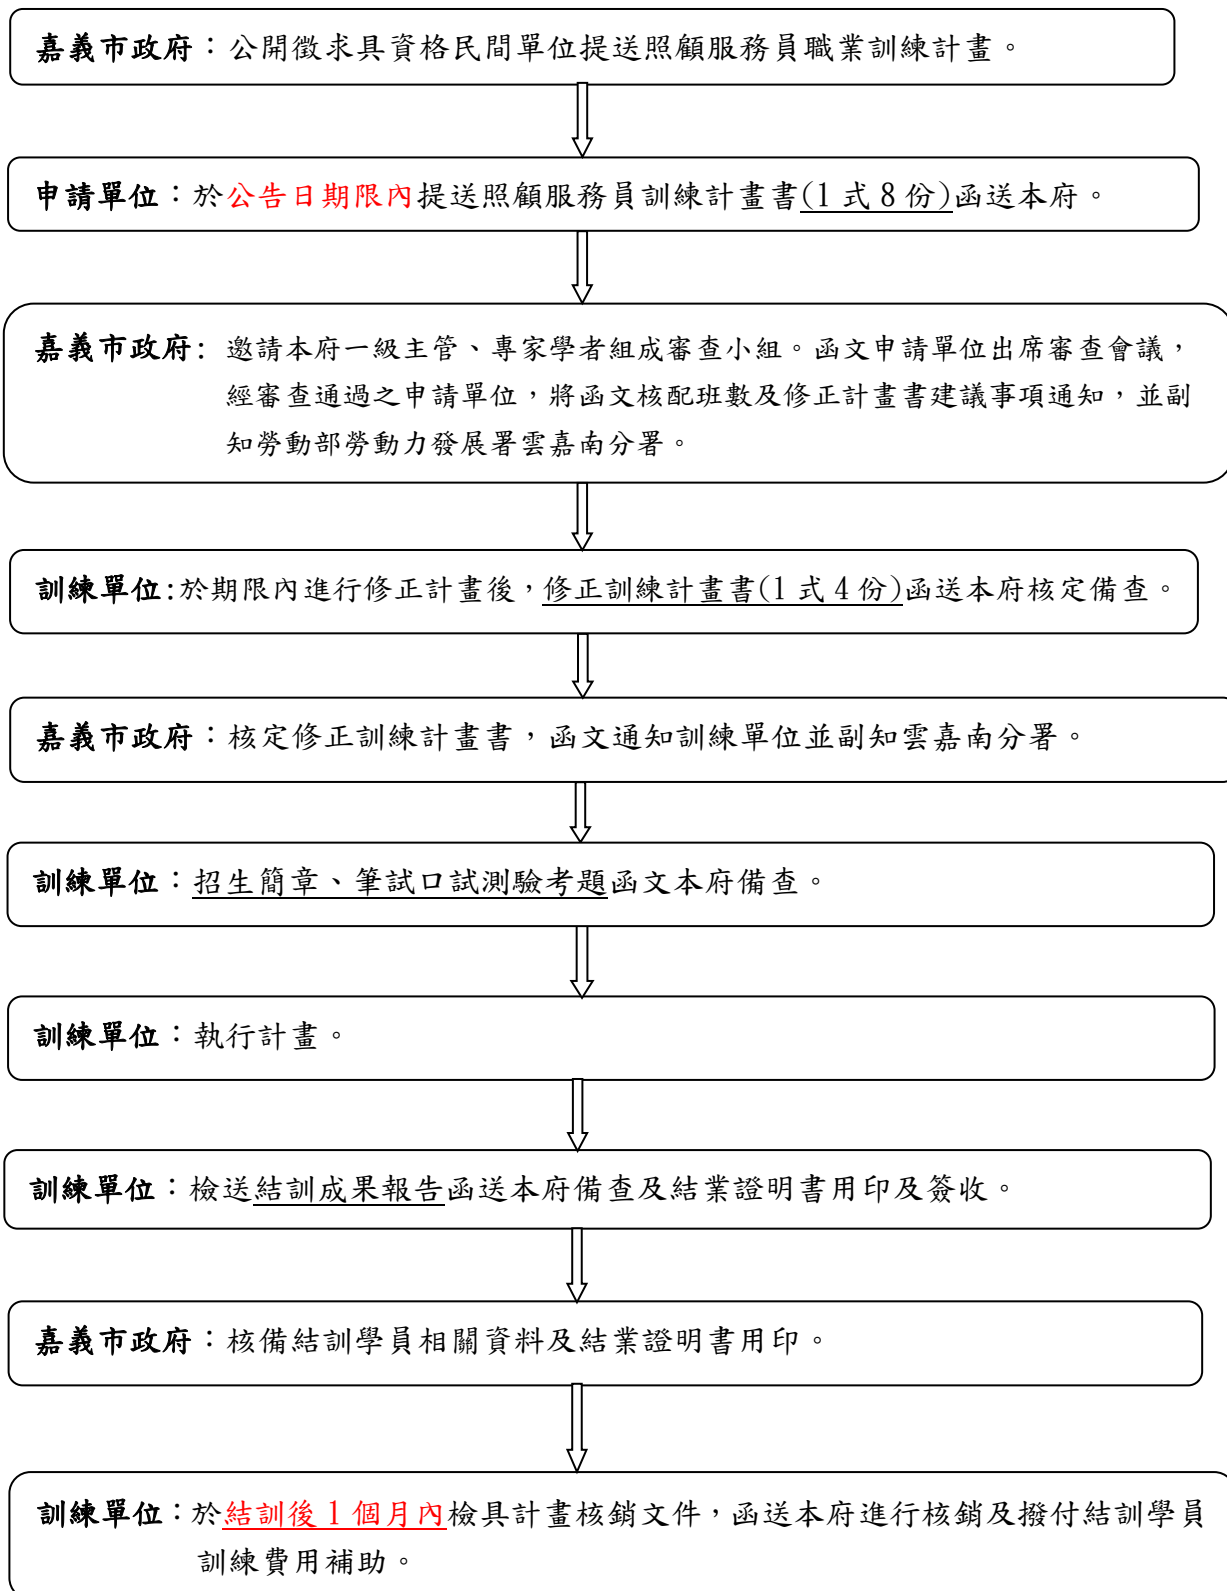 嘉義市政府：公開徵求具資格民間單位提送照顧服務員職業訓練計畫。
申請單位：於公告日期限內提送照顧服務員訓練計畫書(1 式 8 份)函送本府。
嘉義市政府: 邀請本府一級主管、專家學者組成審查小組。函文申請單位出席審查會議，
經審查通過之申請單位，將函文核配班數及修正計畫書建議事項通知，並副
知勞動部勞動力發展署雲嘉南分署。
訓練單位:於期限內進行修正計畫後，修正訓練計畫書(1 式 4 份)函送本府核定備查。
嘉義市政府：核定修正訓練計畫書，函文通知訓練單位並副知雲嘉南分署。
訓練單位：招生簡章、筆試口試測驗考題函文本府備查。
訓練單位：執行計畫。
訓練單位：檢送結訓成果報告函送本府備查及結業證明書用印及簽收。
嘉義市政府：核備結訓學員相關資料及結業證明書用印。
訓練單位：於結訓後 1 個月內檢具計畫核銷文件，函送本府進行核銷及撥付結訓學員
訓練費用補助。